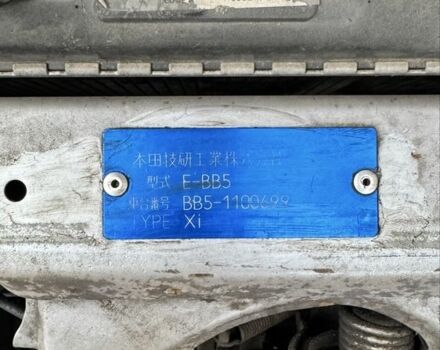 本田技研工業株式会社
型式 E-BB5
車台番号 BB5-1100699
TYPE Xi